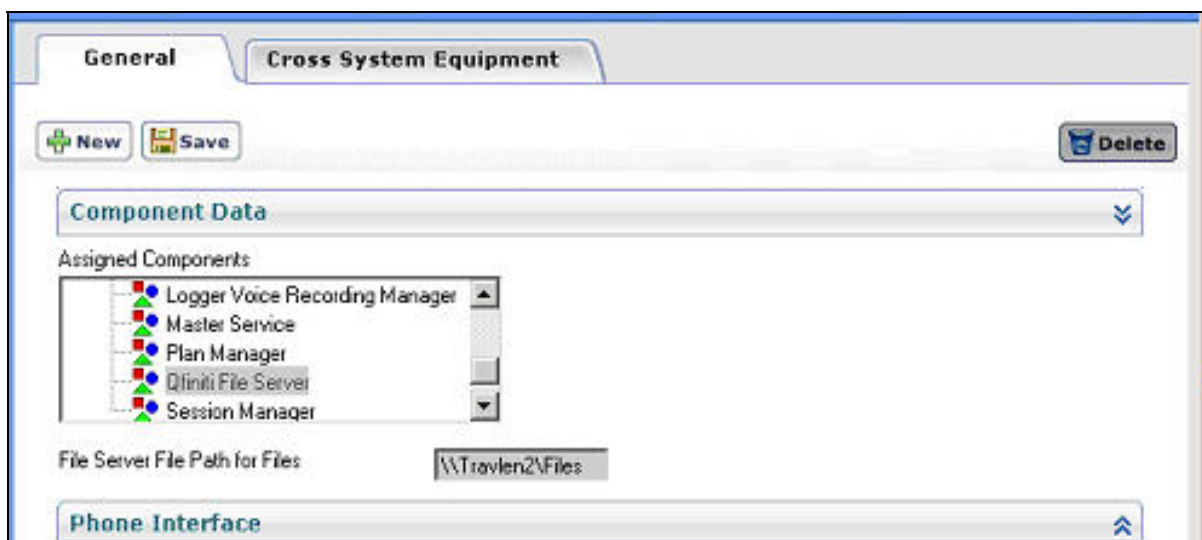 General
Cross System Equipment
New
Save
Delete
Component Data
Assigned Components
Logger Voice Recording Manager
Master Service
Plan Manager
Qfiniti File Server
Session Manager
File Server File Path for Files
\\Travlen2\Files
Phone Interface